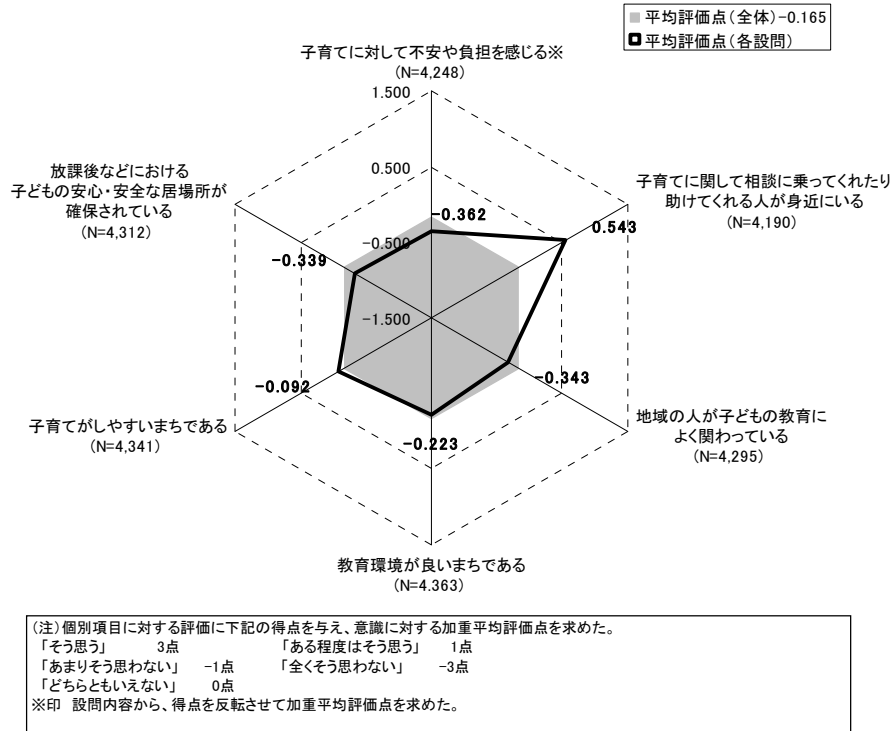 平均評価点(全体)-0.165
平均評価点(各設問)
子育てに対して不安や負担を感じる※
(N=4,248)
1.500
0.500
-0.500
-1.500
-0.362
子育てに関して相談に乗ってくれたり
助けてくれる人が身近にいる
(N=4,190)
0.543
-0.343
地域の人が子どもの教育に
よく関わっている
(N=4,295)
-0.223
教育環境が良いまちである
(N=4.363)
-0.092
子育てがしやすいまちである
(N=4,341)
-0.339
放課後などにおける
子どもの安心・安全な居場所が
確保されている
(N=4,312)
(注)個別項目に対する評価に下記の得点を与え、意識に対する加重平均評価点を求めた。
「そう思う」 3点 「ある程度はそう思う」 1点
「あまりそう思わない」 -1点 「全くそう思わない」 -3点
「どちらともいえない」 0点
※印 設問内容から、得点を反転させて加重平均評価点を求めた。